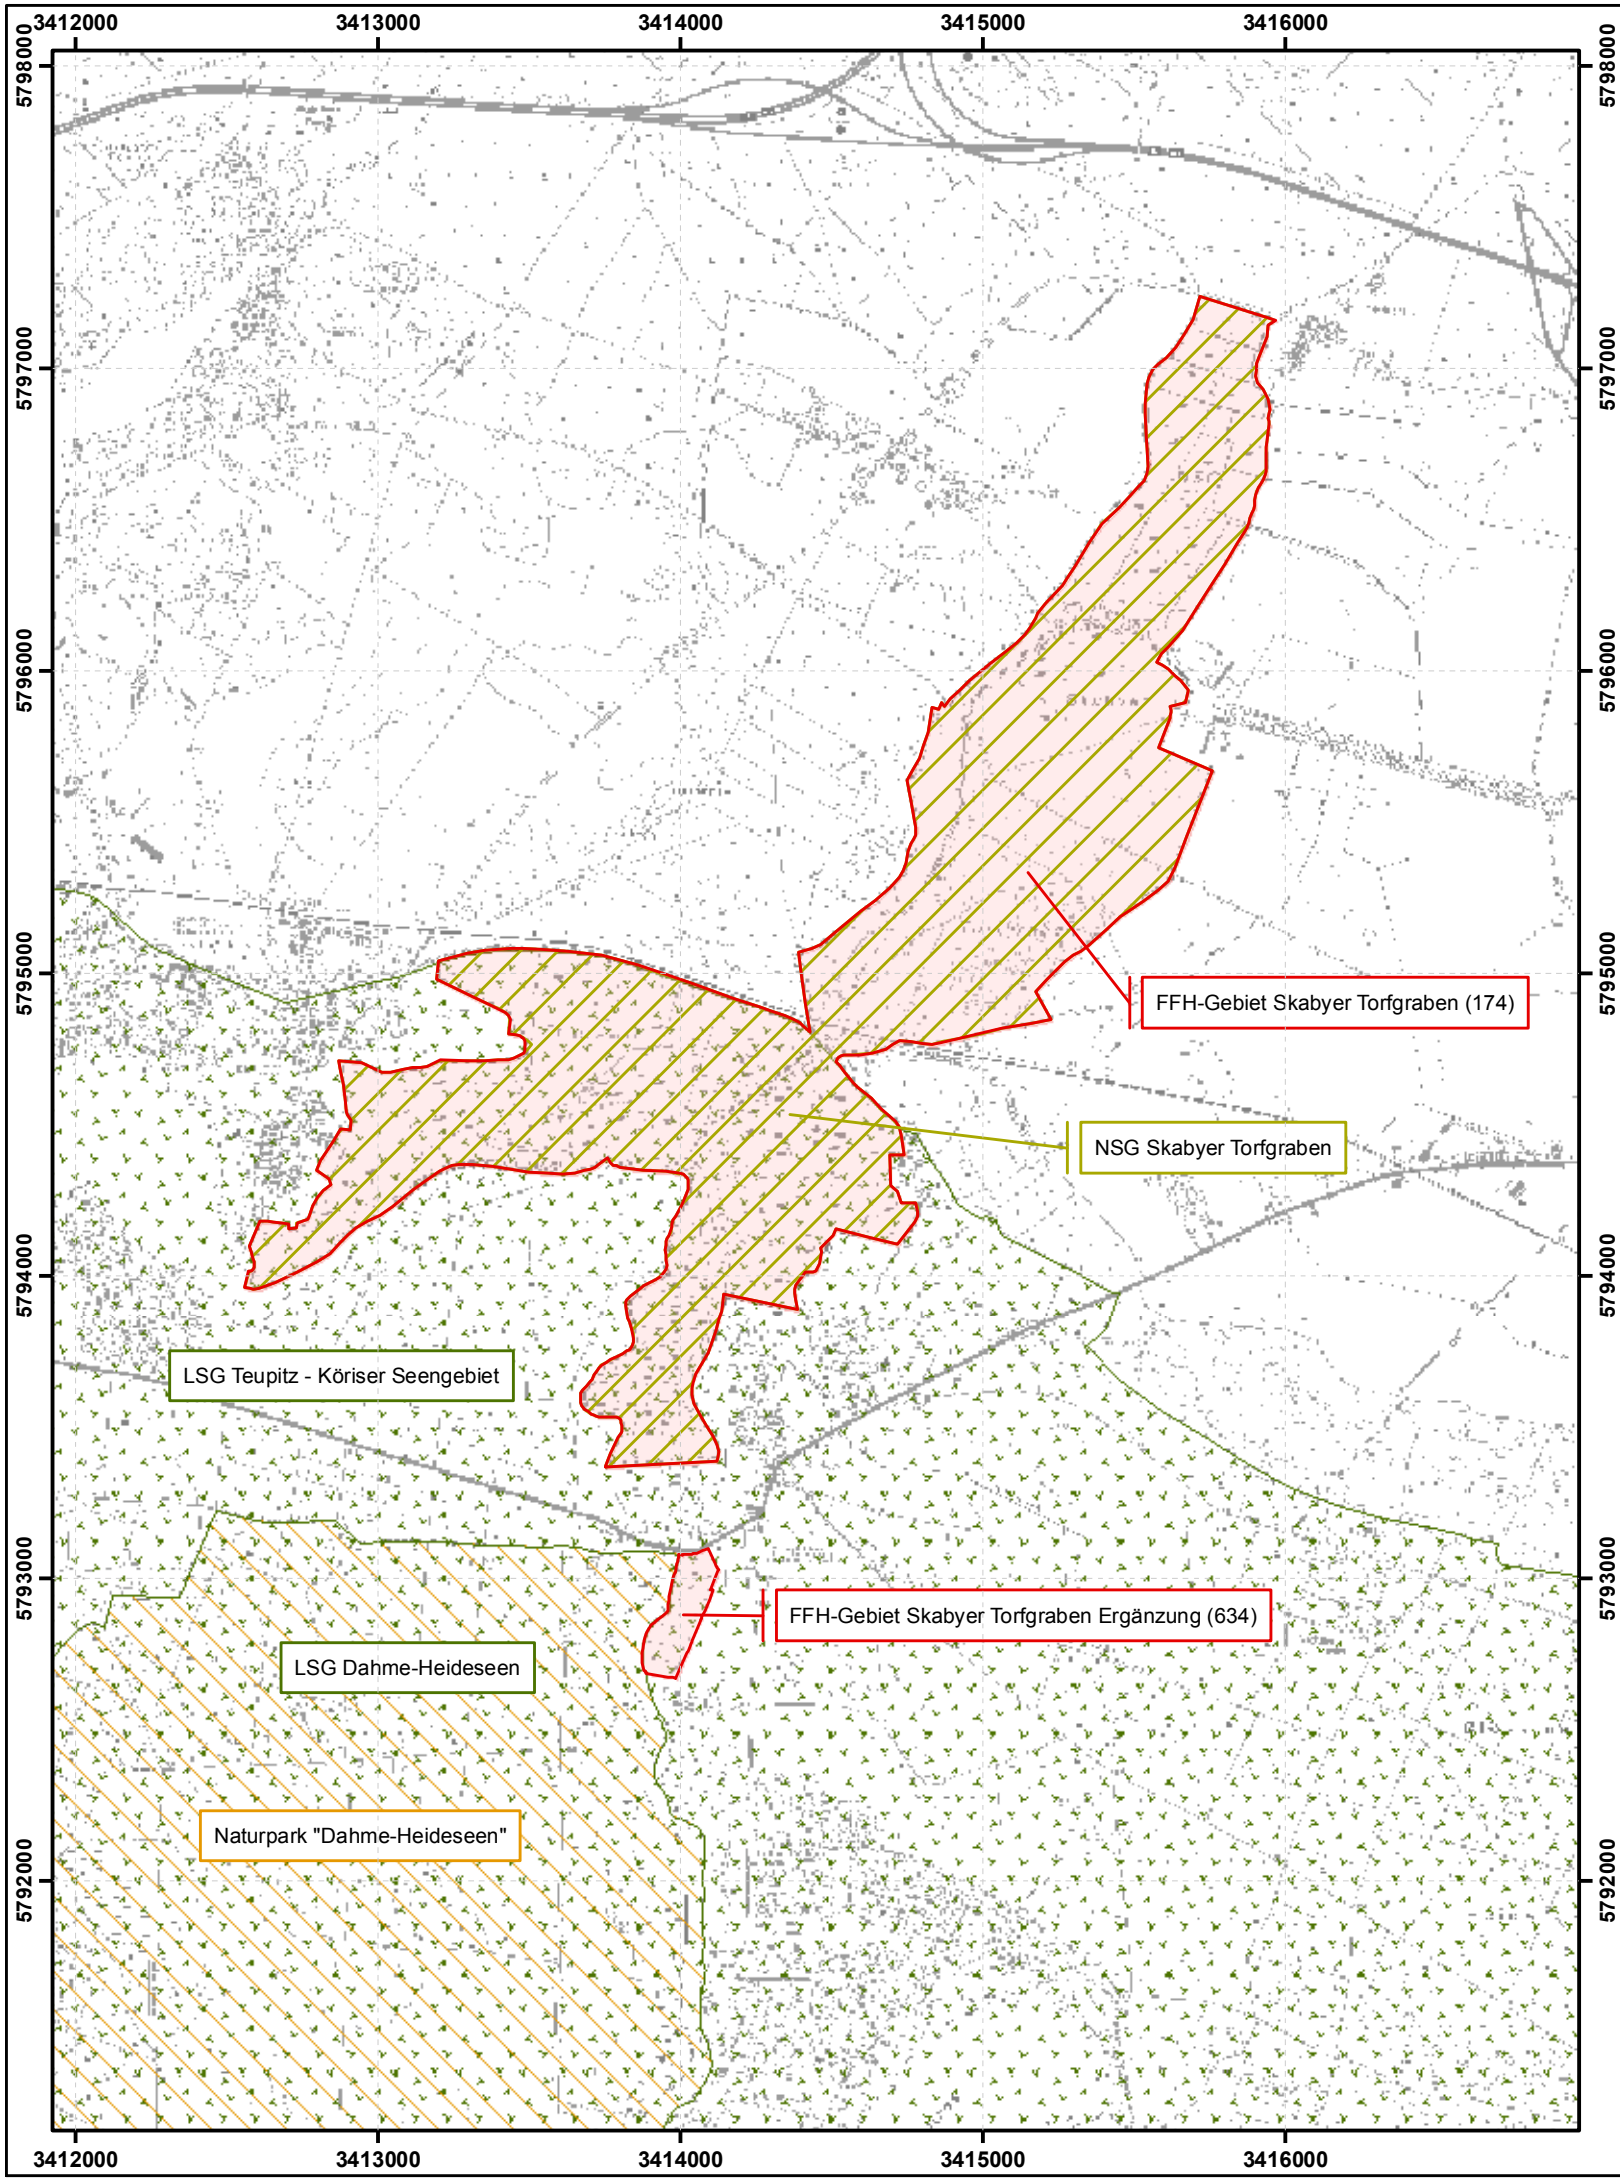 3412000 3413000 3414000 3415000 3416000
5798000 5798000
5797000 5797000
5796000 5796000
5795000 5795000
FFH-Gebiet Skabyer Torfgraben (174)
NSG Skabyer Torfgraben
5794000 5794000
LSG Teupitz - Köriser Seengebiet
5793000 5793000
FFH-Gebiet Skabyer Torfgraben Ergänzung (634)
LSG Dahme-Heideseen
Naturpark "Dahme-Heideseen"
5792000 5792000
3412000 3413000 3414000 3415000 3416000